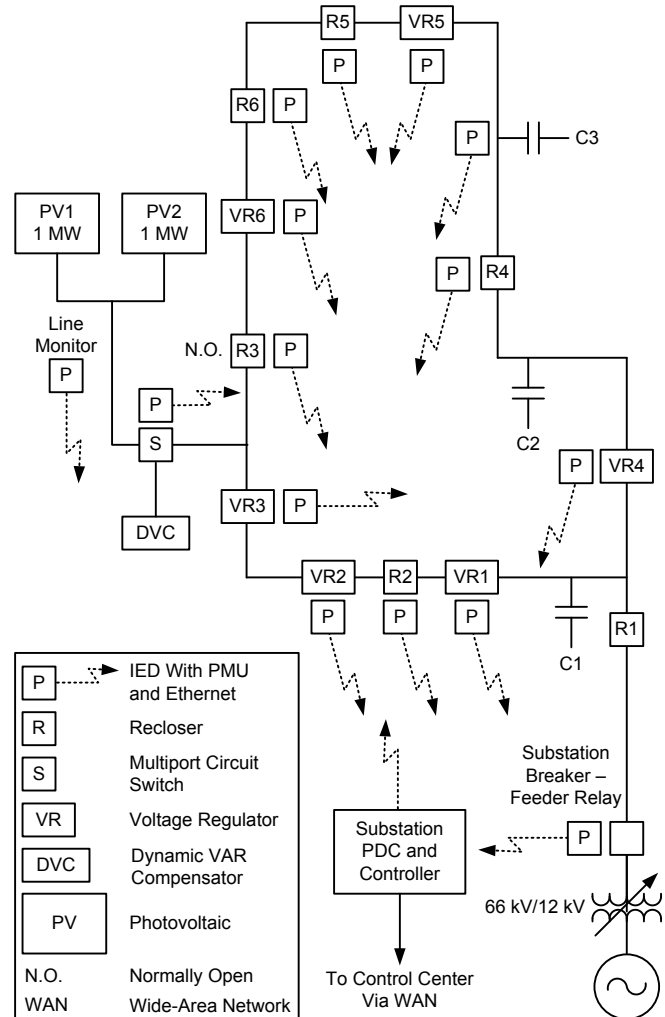 R5
VR5
P
P
R6
P
P
C3
PV1
1 MW
PV2
1 MW
VR6
P
P
R4
Line
Monitor
P
N.O.
R3
P
P
S
C2
P
VR4
DVC
VR3
P
VR2
R2
VR1
P
P
P
C1
R1
P
IED With PMU
and Ethernet
R
Recloser
S
Multiport Circuit
Switch
VR
Voltage Regulator
DVC
Dynamic VAR
Compensator
PV
Photovoltaic
N.O.
Normally Open
WAN
Wide-Area Network
Substation
Breaker –
Feeder Relay
P
Substation
PDC and
Controller
66 kV/12 kV
To Control Center
Via WAN